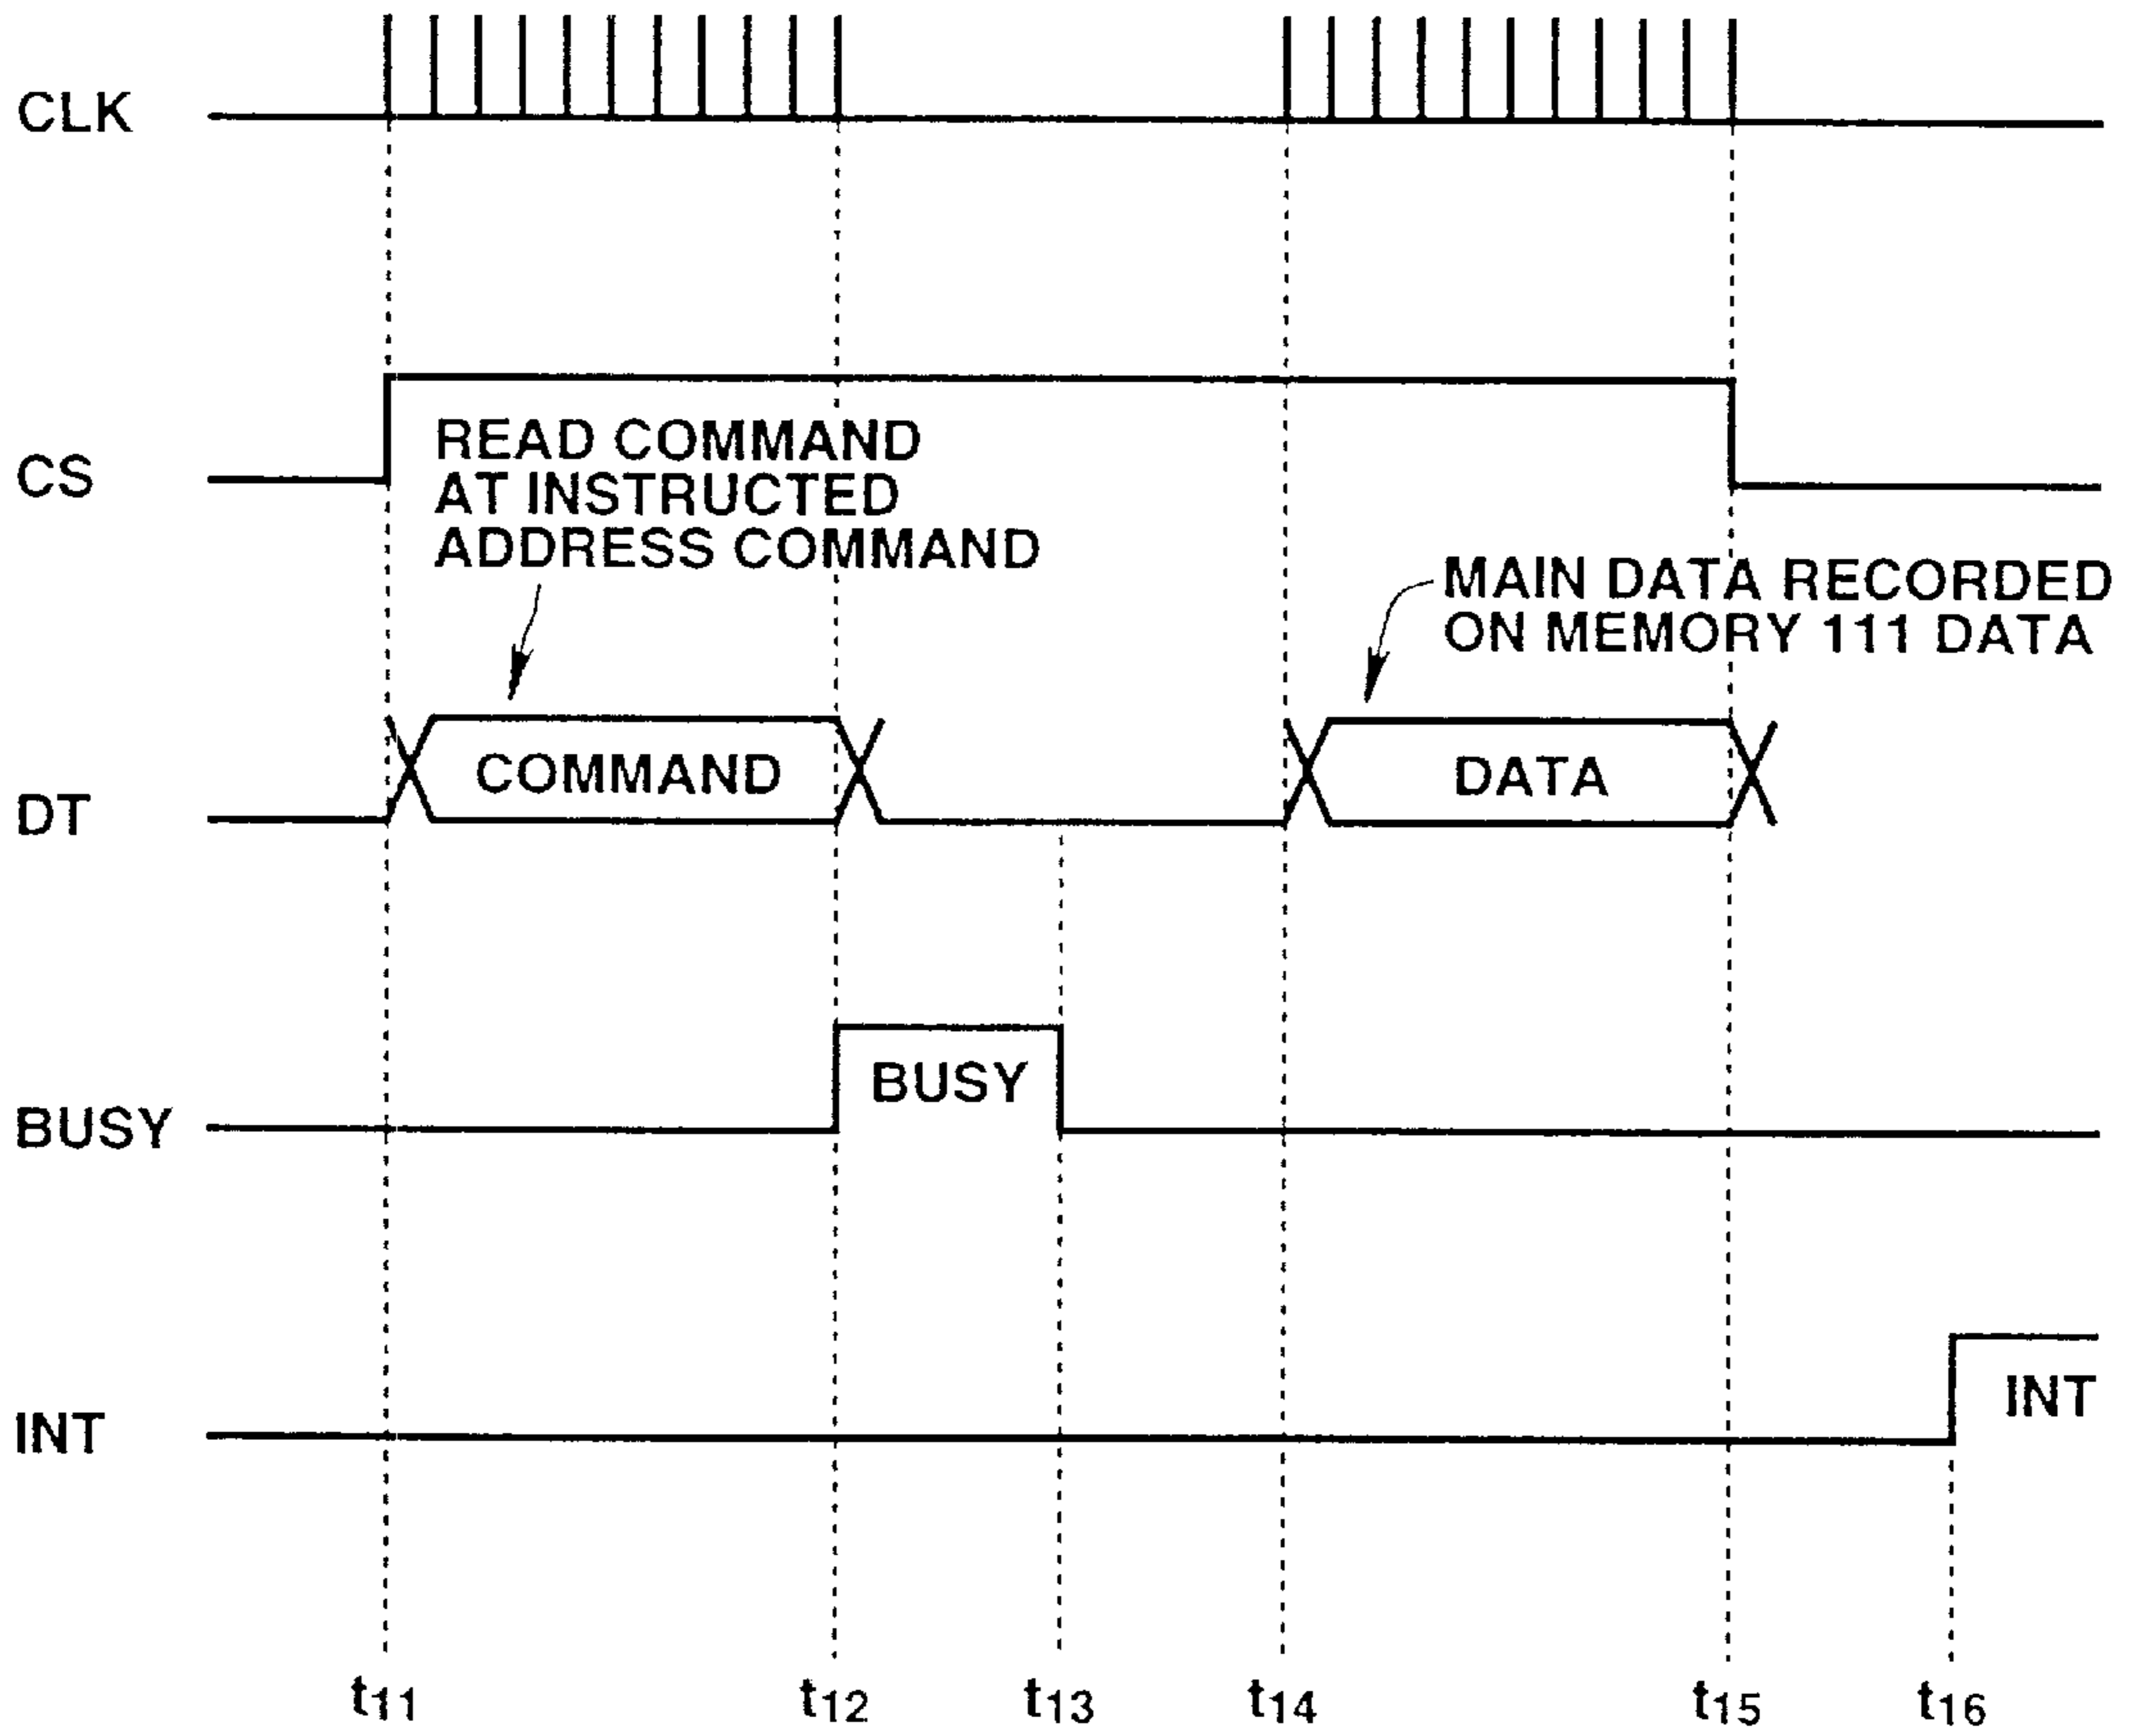 CLK
CS
READ COMMAND
AT INSTRUCTED
ADDRESS COMMAND
MAIN DATA RECORDED
ON MEMORY 111 DATA
DT
COMMAND
DATA
BUSY
BUSY
INT
INT
t11 t12 t13 t14 t15 t16